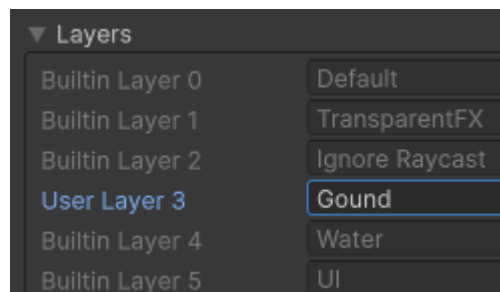 Layers
Builtin Layer 0 Default
Builtin Layer 1 TransparentFX
Builtin Layer 2 Ignore Raycast
User Layer 3 Gound
Builtin Layer 4 Water
Builtin Layer 5 UI